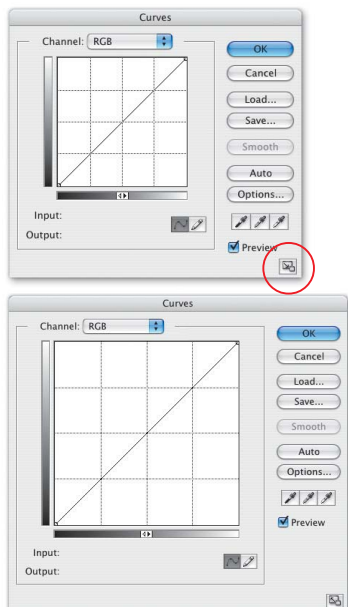 Curves
Channel: RGB
OK
Cancel
Load...
Save...
Smooth
Auto
Options...
Input:
Output:
Preview
Curves
Channel: RGB
OK
Cancel
Load...
Save...
Smooth
Auto
Options...
Preview
Input:
Output: